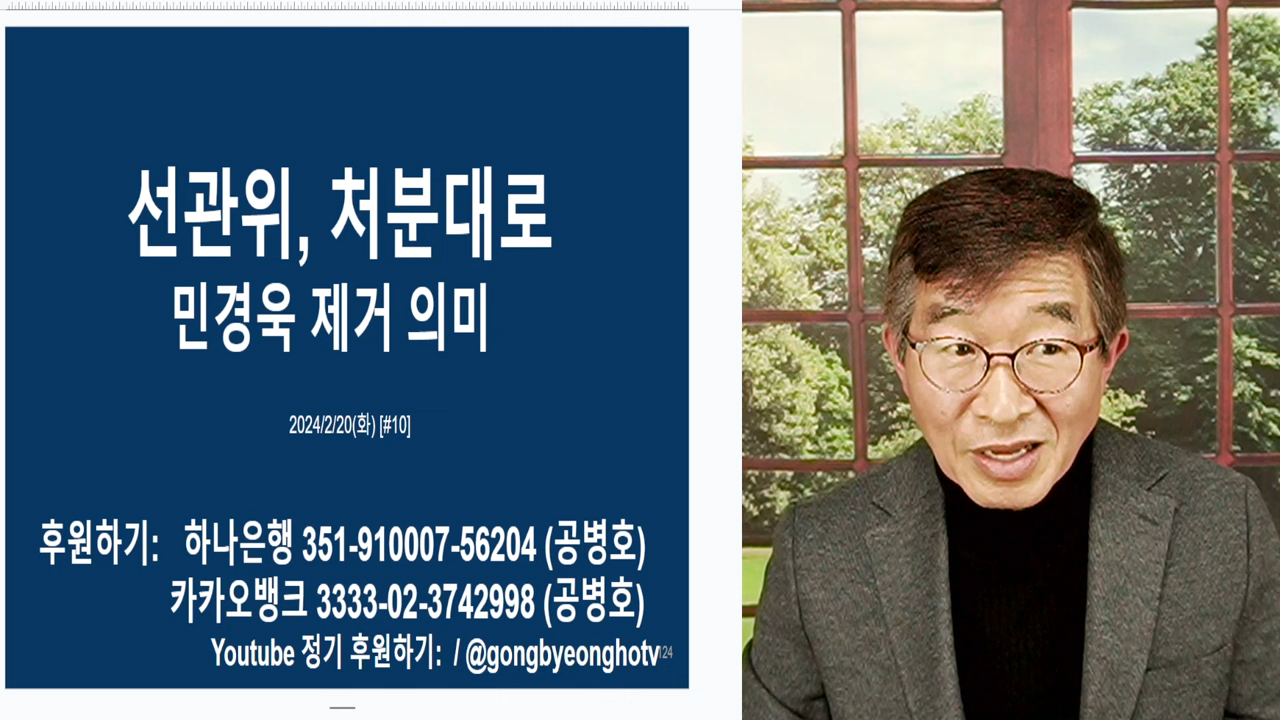 선관위, 처분대로
민경욱 제거 의미
2024/2/20(화) [#10]
후원하기: 하나은행 351-910007-56204 (공병호)
카카오뱅크 3333-02-3742998 (공병호)
Youtube 정기 후원하기: / @gongbyeonghotv
124